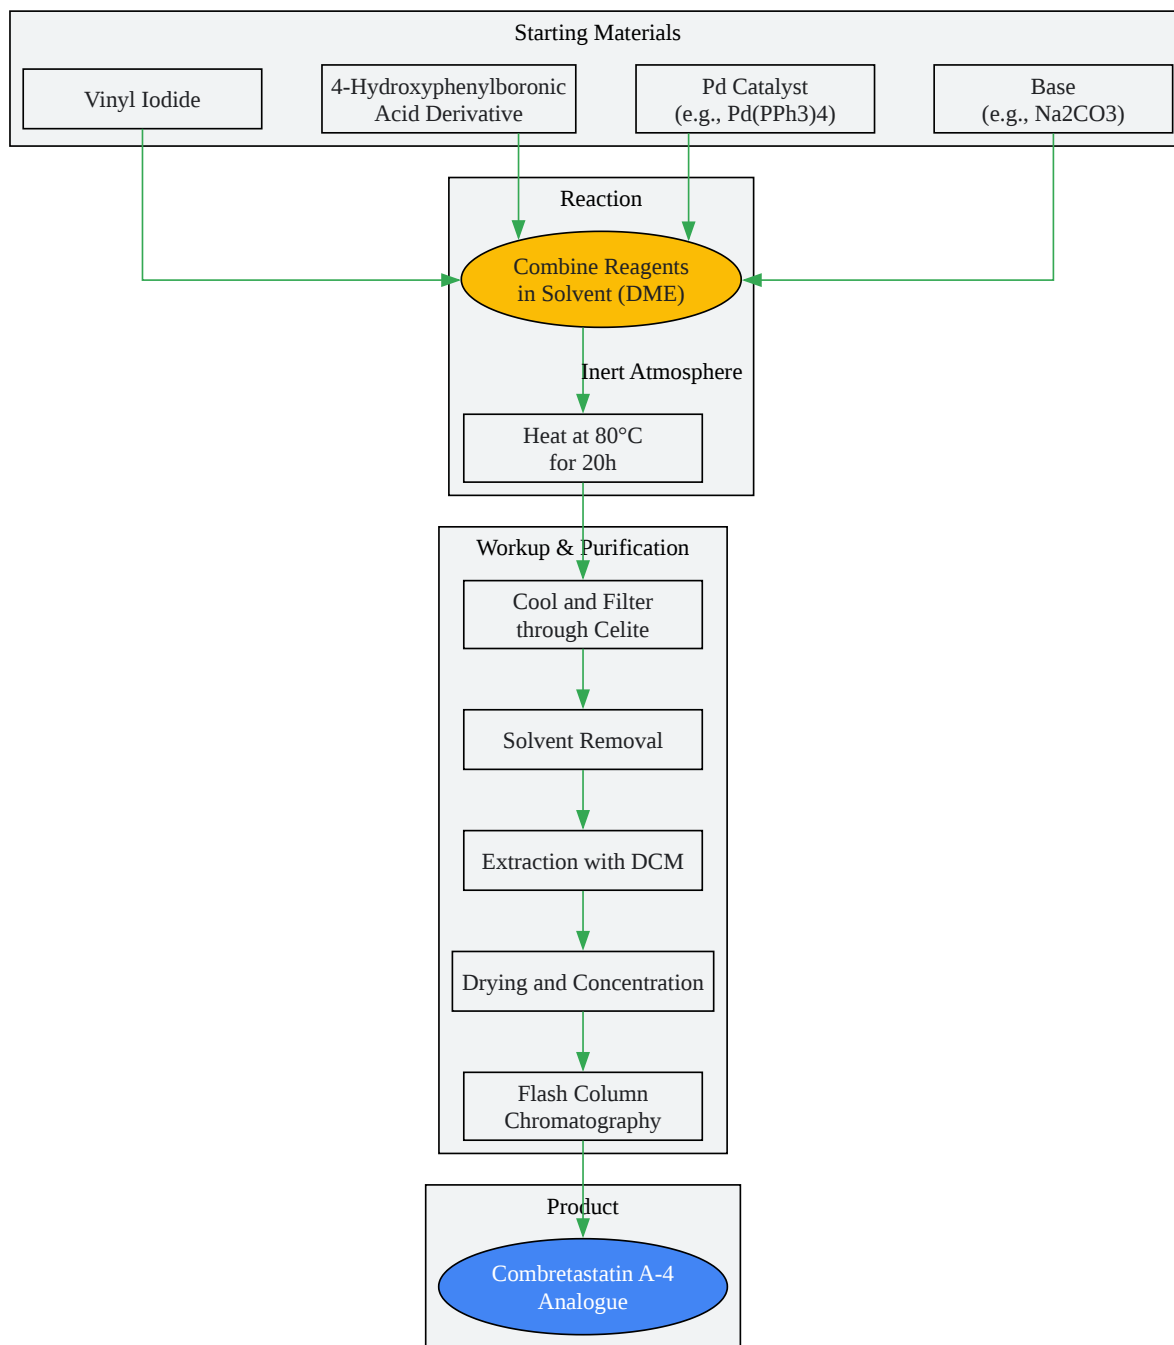 Starting Materials
Vinyl Iodide
4-Hydroxyphenylboronic
Acid Derivative
Pd Catalyst
(e.g., Pd(PPh3)4)
Base
(e.g., Na2CO3)
Reaction
Combine Reagents
in Solvent (DME)
Inert Atmosphere
Heat at 80°C
for 20h
Workup & Purification
Cool and Filter
through Celite
Solvent Removal
Extraction with DCM
Drying and Concentration
Flash Column
Chromatography
Product
Combretastatin A-4
Analogue